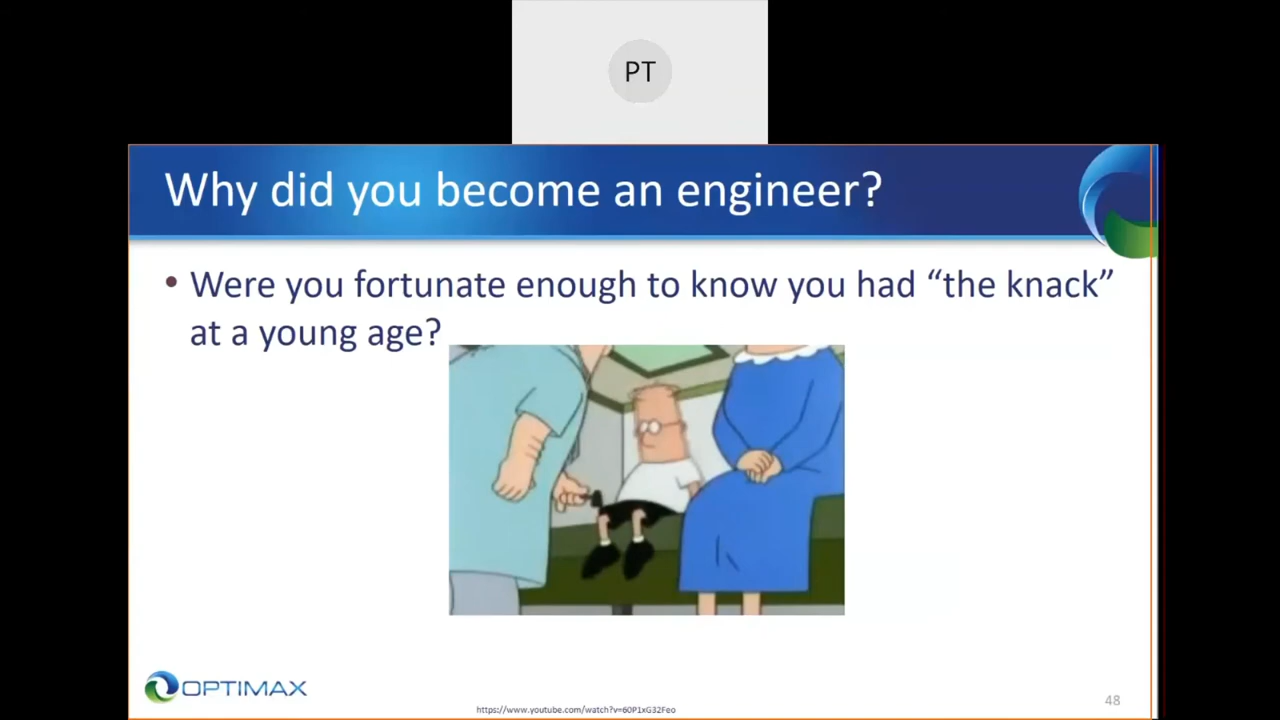 PT
Why did you become an engineer?
• Were you fortunate enough to know you had “the knack”
at a young age?
OPTIMAX
https://www.youtube.com/watch?v=60P1xG32Feo
48